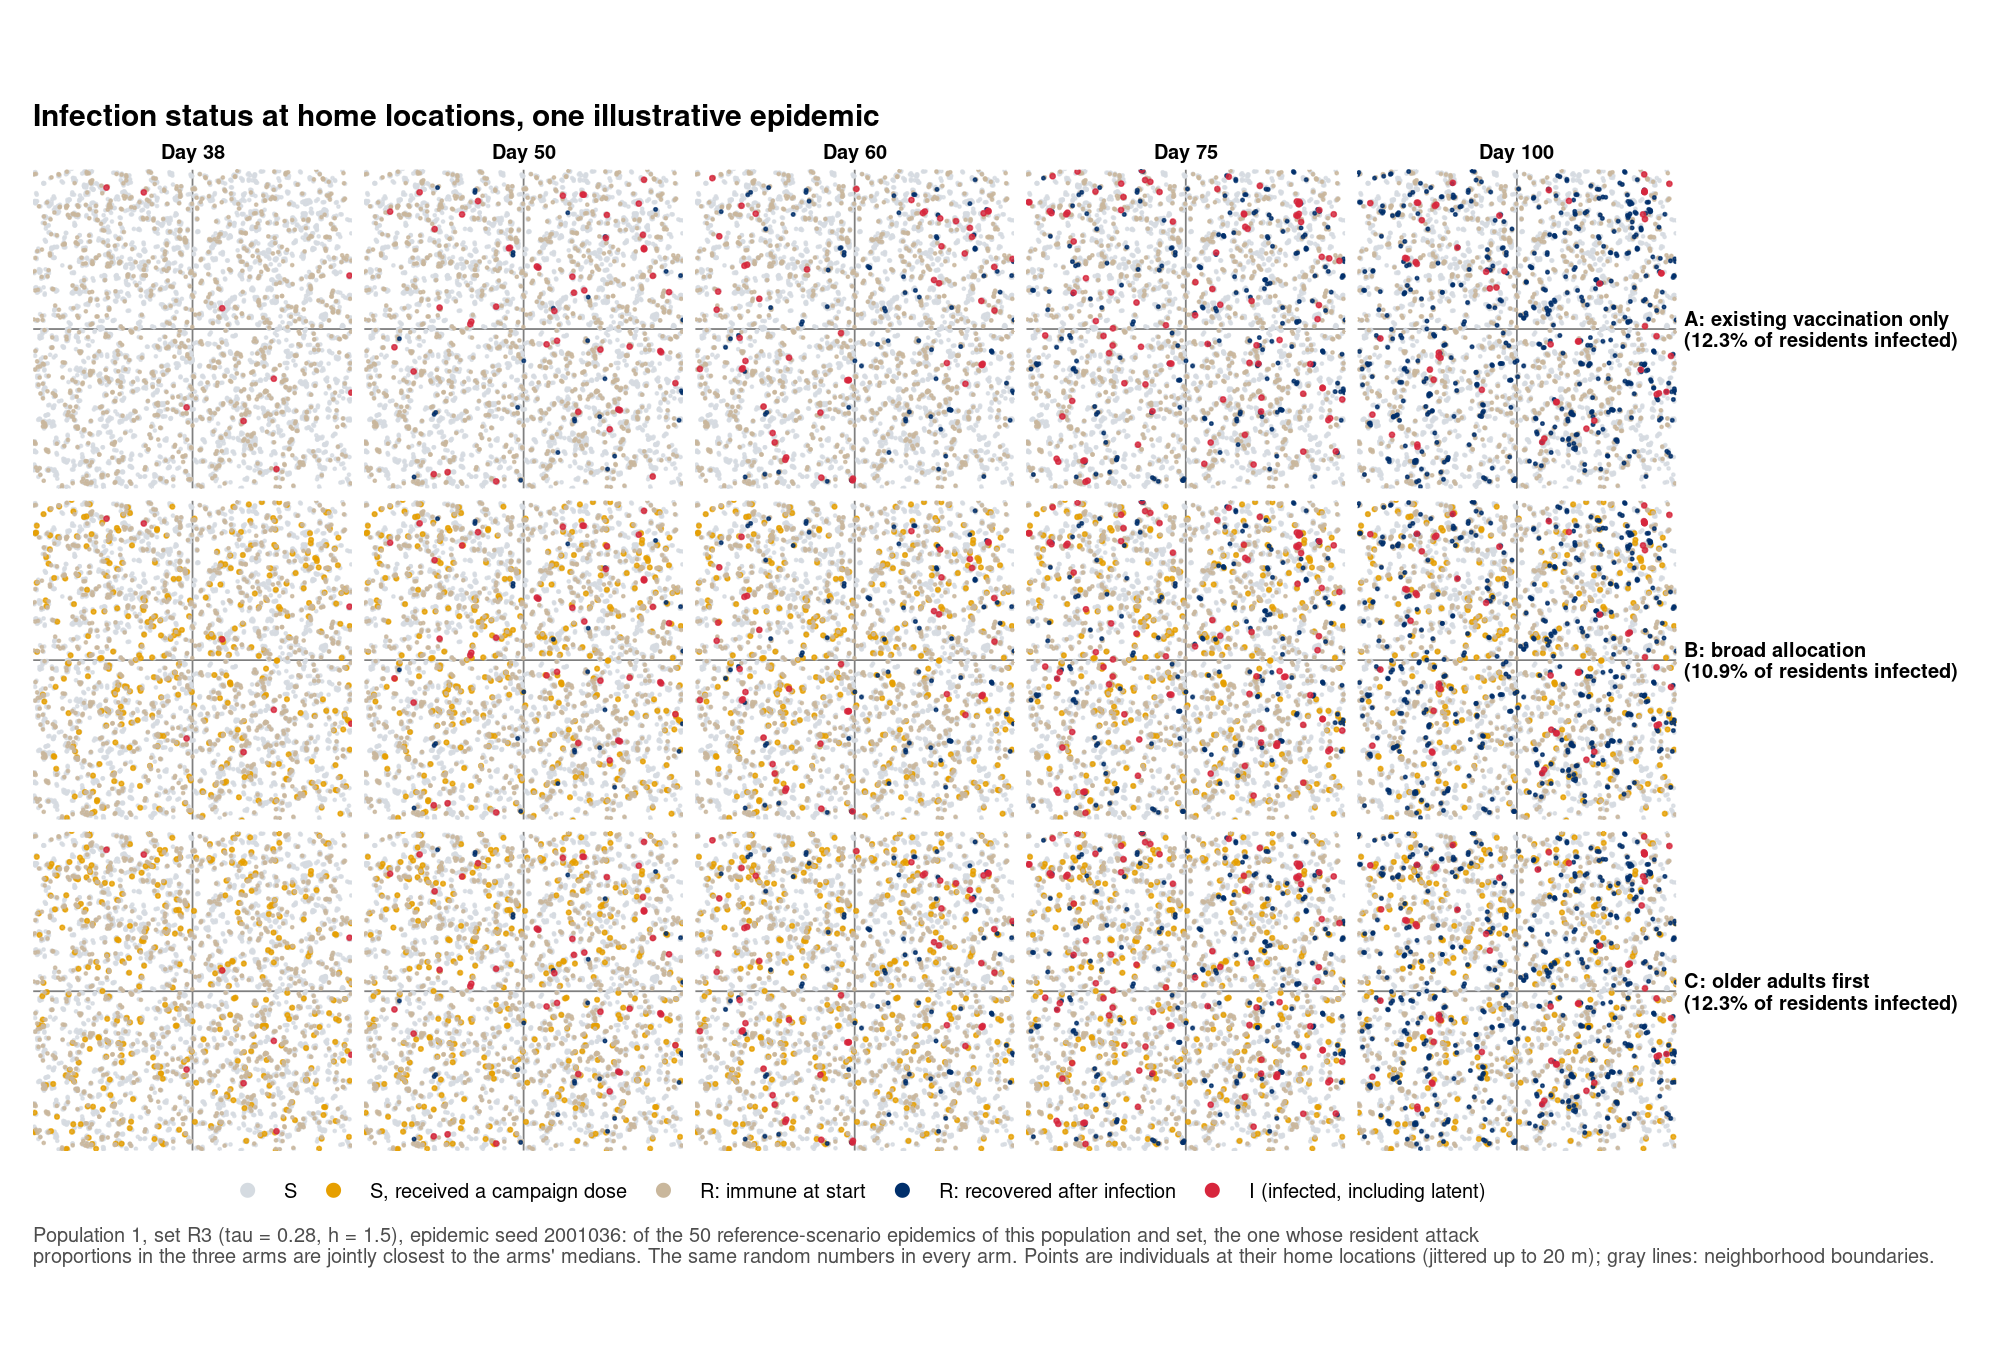 Infection status at home locations, one illustrative epidemic
Day 38
Day 50
Day 60
Day 75
Day 100
A: existing vaccination only
(12.3% of residents infected)
B: broad allocation
(10.9% of residents infected)
C: older adults first
(12.3% of residents infected)
S
S, received a campaign dose
R: immune at start
R: recovered after infection
I (infected, including latent)
Population 1, set R3 (tau = 0.28, h = 1.5), epidemic seed 2001036: of the 50 reference-scenario epidemics of this population and set, the one whose resident attack
proportions in the three arms are jointly closest to the arms' medians. The same random numbers in every arm. Points are individuals at their home locations (jittered up to 20 m); gray lines: neighborhood boundaries.